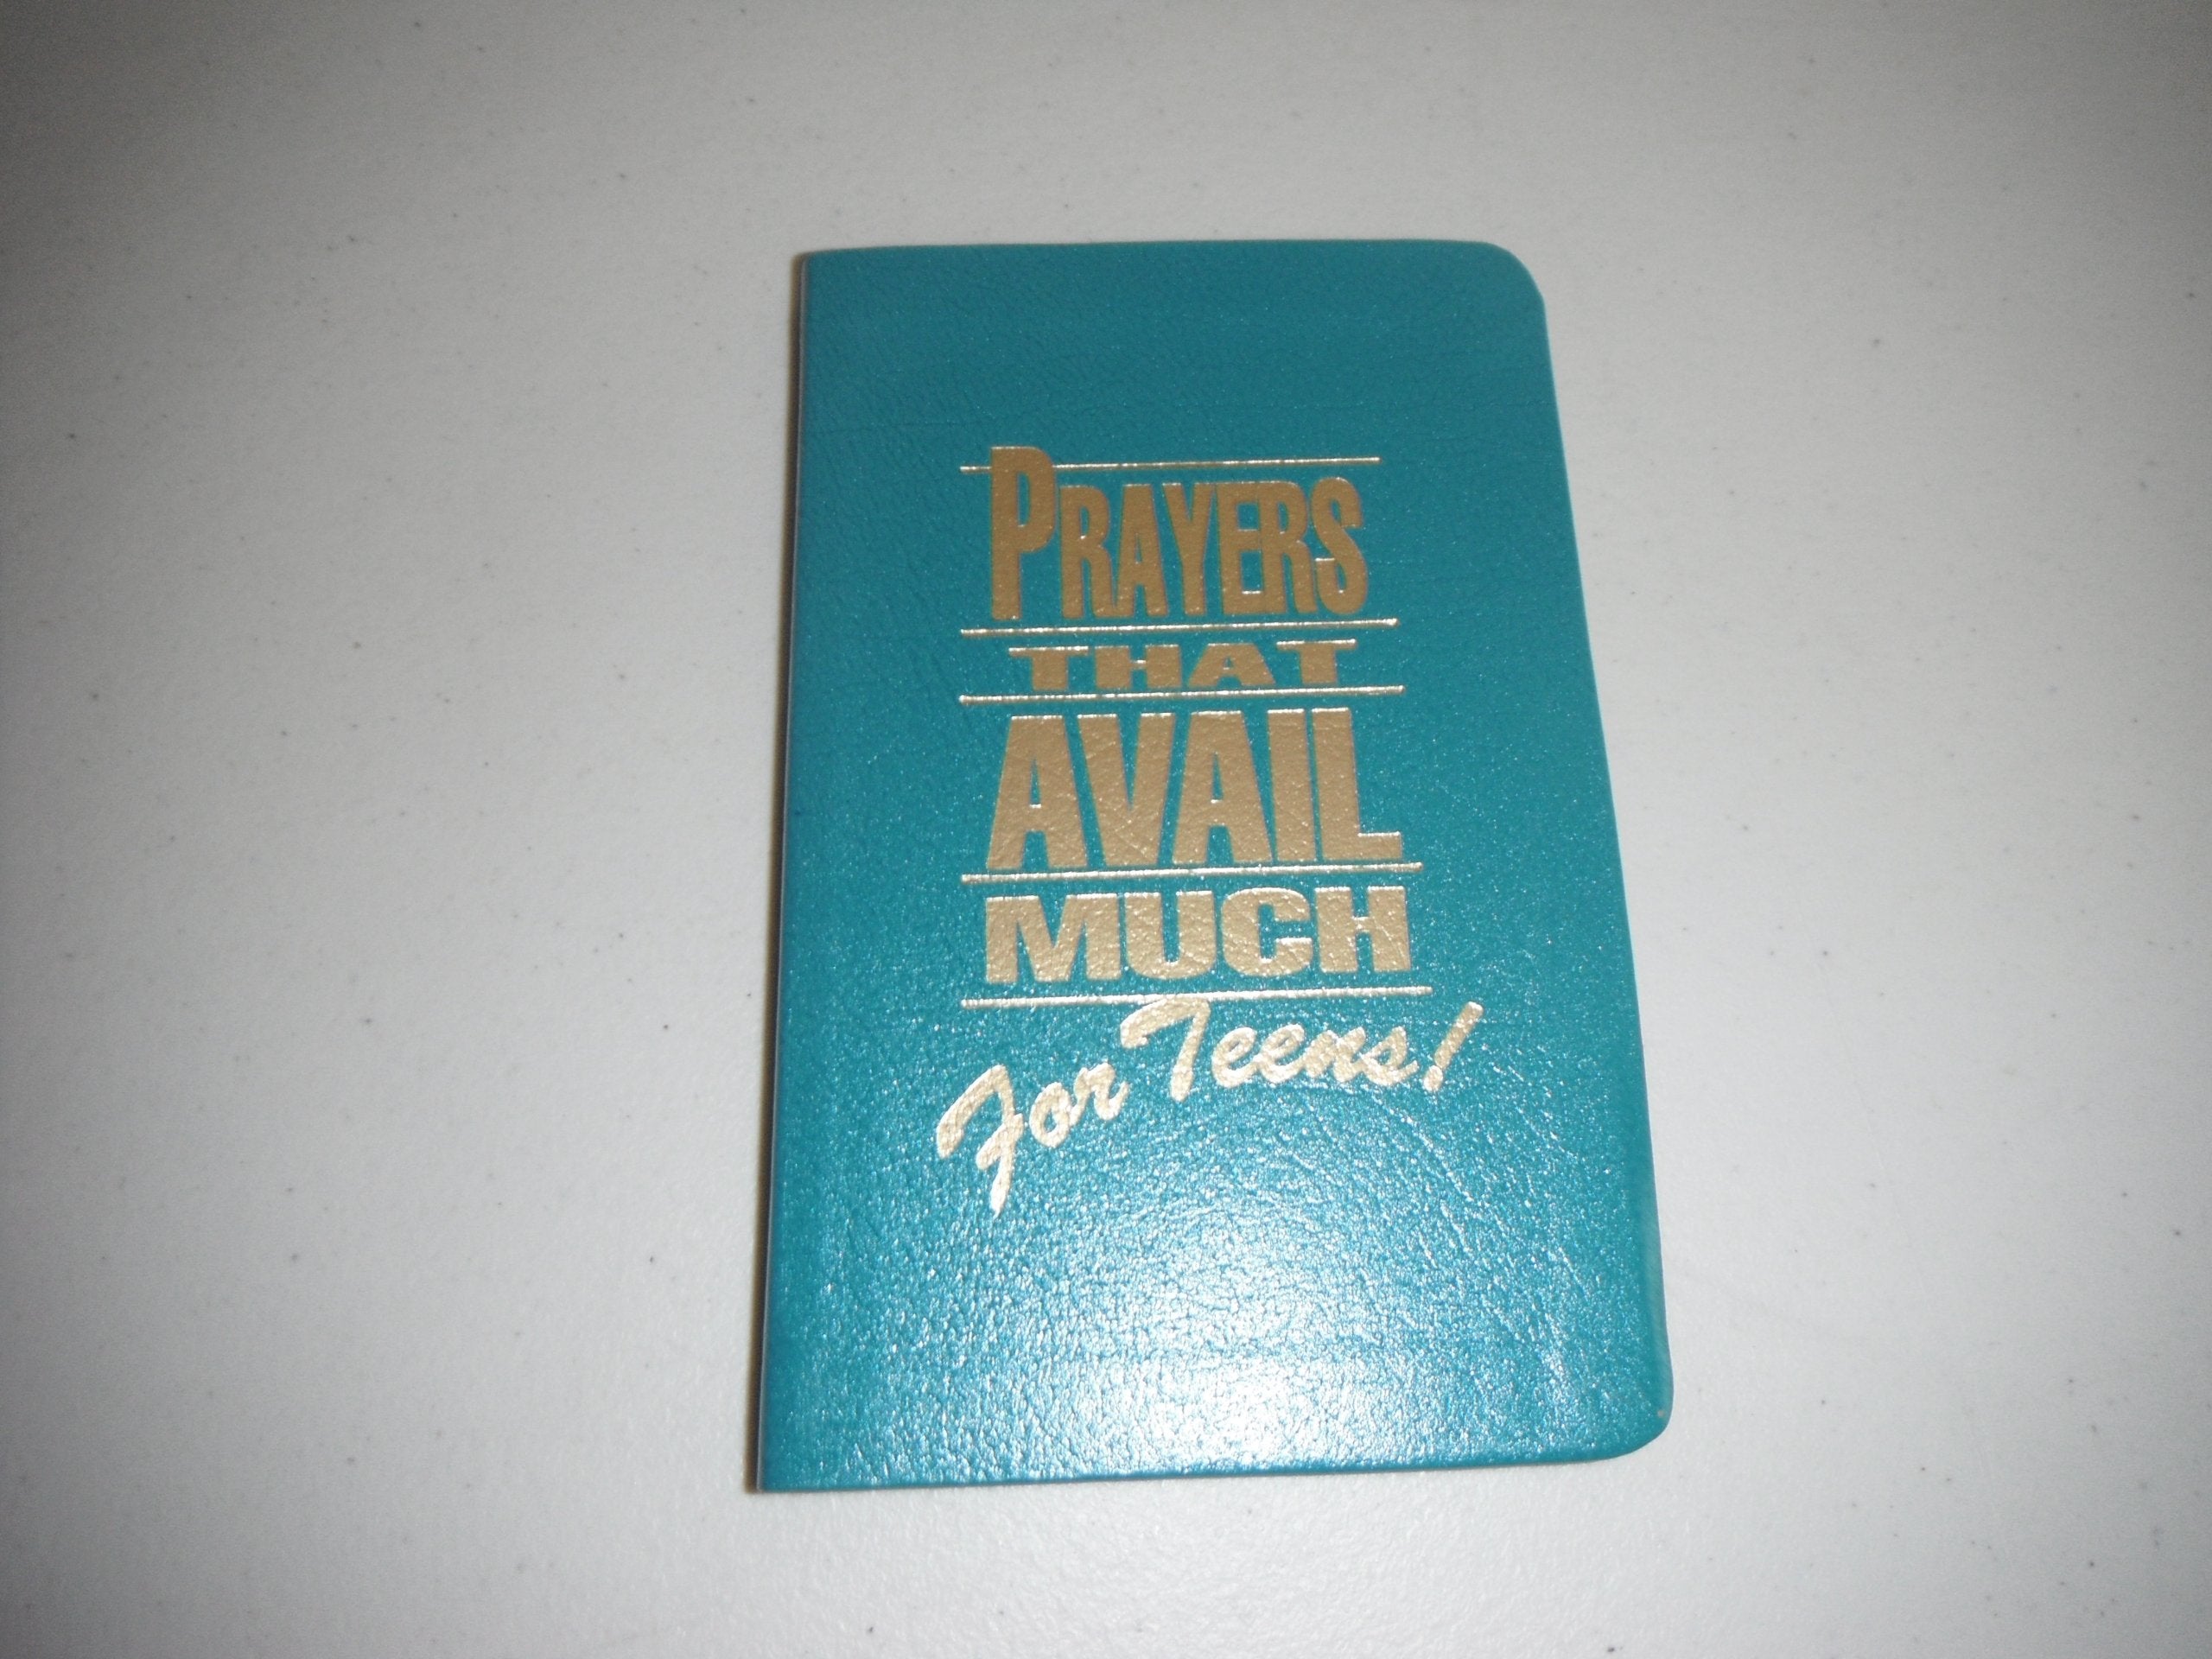 PRAYERS
THAT
AVAIL
MUCH
For Teens!